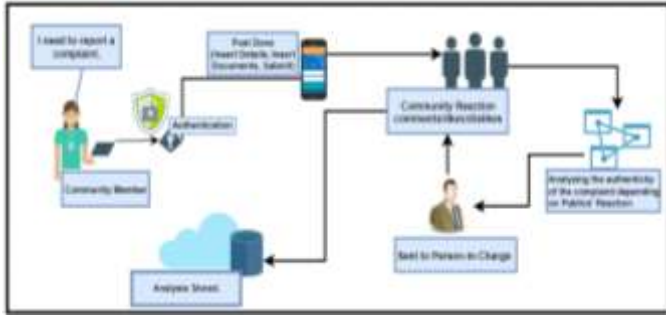 I need to report a
complaint.
Post Done
(Insert Details, Insert
Documents, Submit)
Authentication
Community Member
Community Reaction
comments/likes/dislikes
Analyzing the authenticity
of the complaint depending
on Publics' Reaction
Sent to Person-in-Charge
Analysis Stored